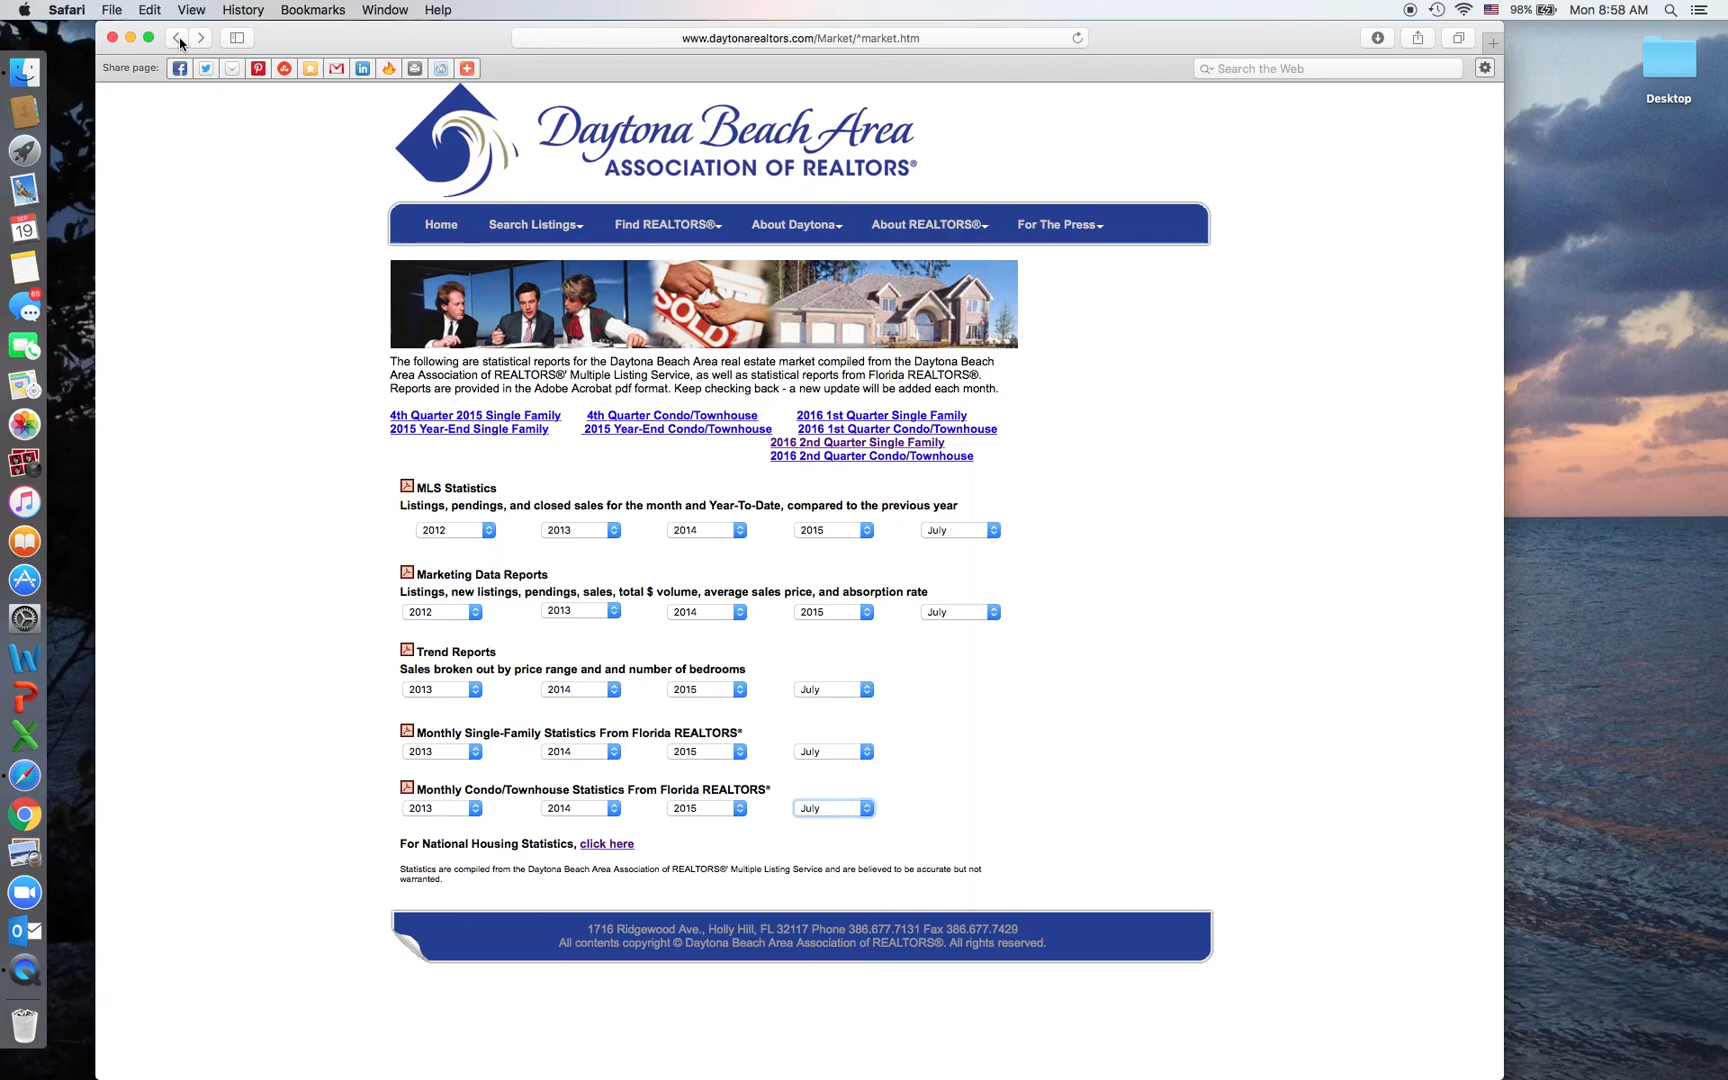 Safari File Edit View History Bookmarks Window Help
98% Mon 8:58 AM
www.daytonarealtors.com/Market/^market.htm
Share page:
Search the Web
Desktop
Daytona Beach Area
ASSOCIATION OF REALTORS®
Home Search Listings Find REALTORS® About Daytona About REALTORS® For The Press
SOLD
The following are statistical reports for the Daytona Beach Area real estate market compiled from the Daytona Beach
Area Association of REALTORS®' Multiple Listing Service, as well as statistical reports from Florida REALTORS®.
Reports are provided in the Adobe Acrobat pdf format. Keep checking back - a new update will be added each month.
4th Quarter 2015 Single Family 4th Quarter Condo/Townhouse 2016 1st Quarter Single Family
2015 Year-End Single Family 2015 Year-End Condo/Townhouse 2016 1st Quarter Condo/Townhouse
2016 2nd Quarter Single Family
2016 2nd Quarter Condo/Townhouse
MLS Statistics
Listings, pendings, and closed sales for the month and Year-To-Date, compared to the previous year
2012 2013 2014 2015 July
Marketing Data Reports
Listings, new listings, pendings, sales, total $ volume, average sales price, and absorption rate
2012 2013 2014 2015 July
Trend Reports
Sales broken out by price range and and number of bedrooms
2013 2014 2015 July
Monthly Single-Family Statistics From Florida REALTORS®
2013 2014 2015 July
Monthly Condo/Townhouse Statistics From Florida REALTORS®
2013 2014 2015 July
For National Housing Statistics, click here
Statistics are compiled from the Daytona Beach Area Association of REALTORS®' Multiple Listing Service and are believed to be accurate but not
warranted.
1716 Ridgewood Ave., Holly Hill, FL 32117 Phone 386.677.7131 Fax 386.677.7429
All contents copyright © Daytona Beach Area Association of REALTORS®. All rights reserved.
SEP
19
65